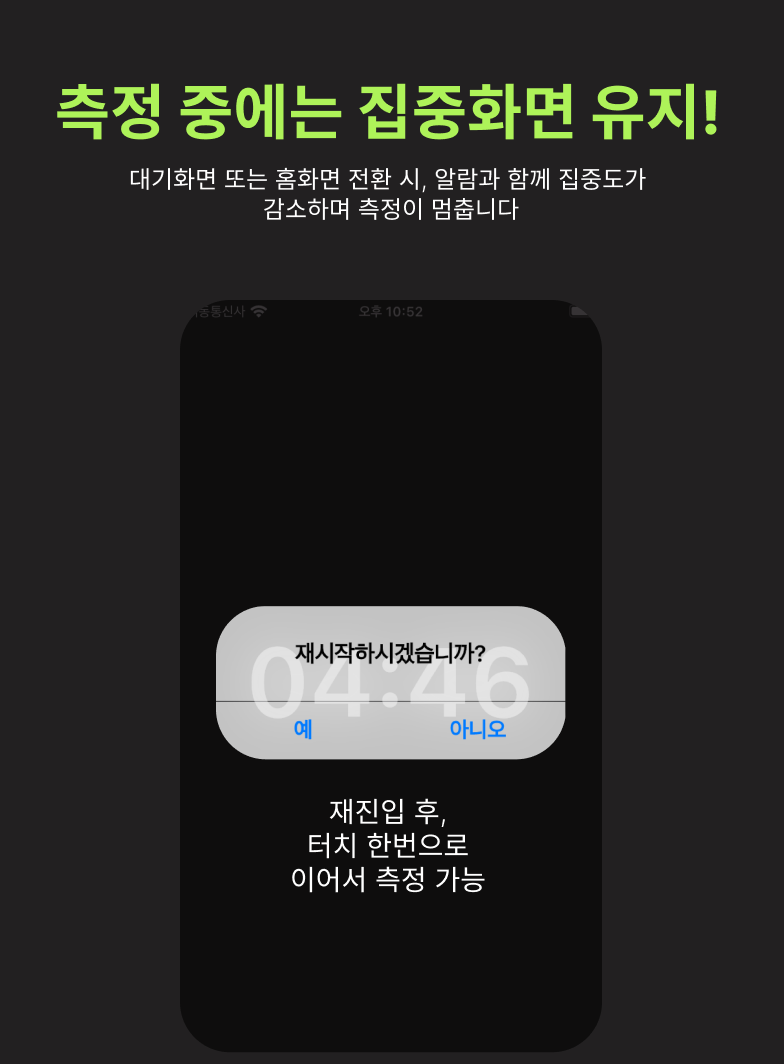 측정 중에는 집중화면 유지!
대기화면 또는 홈화면 전환 시, 알람과 함께 집중도가
감소하며 측정이 멈춥니다
동통신사
오후 10:52
재시작하시겠습니까?
04:46
예
아니오
재진입 후,
터치 한번으로
이어서 측정 가능